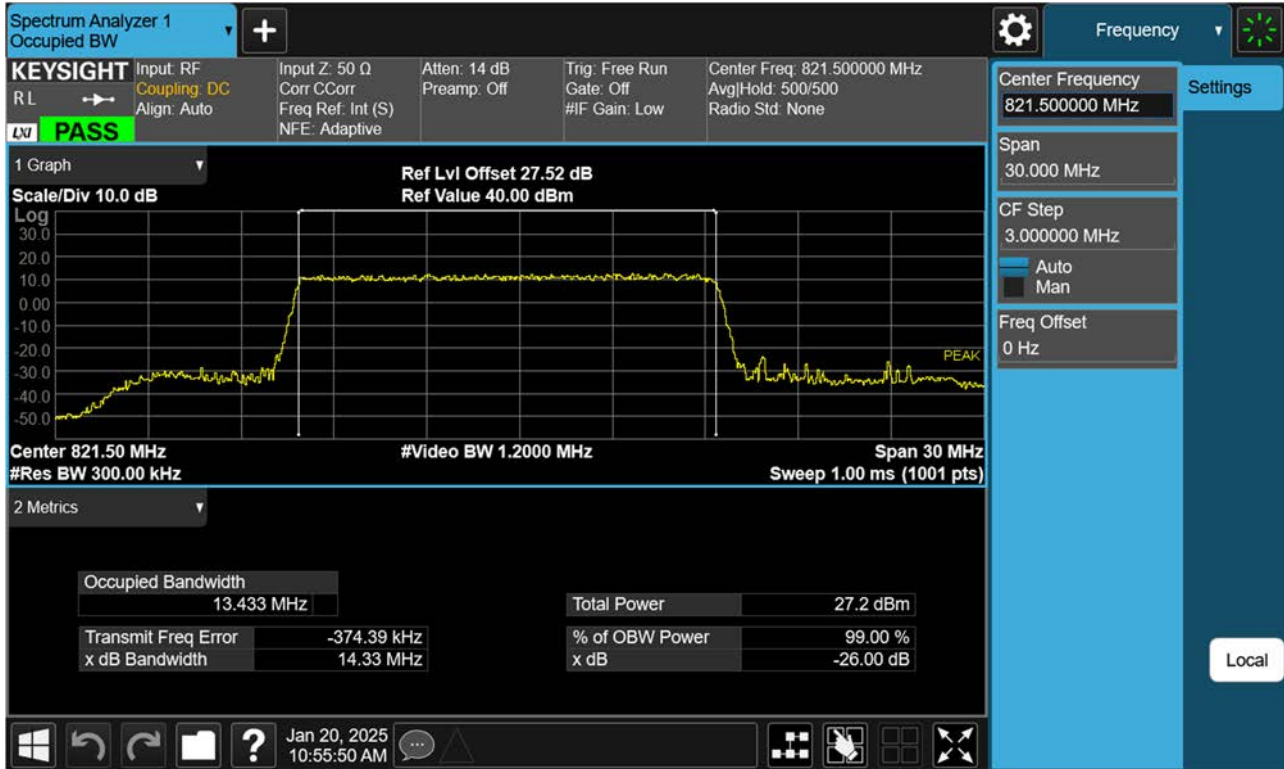 Spectrum Analyzer 1
Occupied BW
+
Frequency
KEYSIGHT
R L
LXI
PASS
Input: RF
Coupling: DC
Align: Auto
Input Z: 50 Ω
Corr CCorr
Freq Ref: Int (S)
NFE: Adaptive
Atten: 14 dB
Preamp: Off
Trig: Free Run
Gate: Off
#IF Gain: Low
Center Freq: 821.500000 MHz
Avg|Hold: 500/500
Radio Std: None
Center Frequency
821.500000 MHz
Settings
Span
30.000 MHz
CF Step
3.000000 MHz
Auto
Man
Freq Offset
0 Hz
Local
1 Graph
Scale/Div 10.0 dB
Ref Lvl Offset 27.52 dB
Ref Value 40.00 dBm
Log
30.0
20.0
10.0
0.00
-10.0
-20.0
-30.0
-40.0
-50.0
PEAK
Center 821.50 MHz
#Video BW 1.2000 MHz
Span 30 MHz
#Res BW 300.00 kHz
Sweep 1.00 ms (1001 pts)
2 Metrics
Occupied Bandwidth
13.433 MHz
Total Power 27.2 dBm
Transmit Freq Error -374.39 kHz
% of OBW Power 99.00 %
x dB Bandwidth 14.33 MHz
x dB -26.00 dB
?
Jan 20, 2025
10:55:50 AM